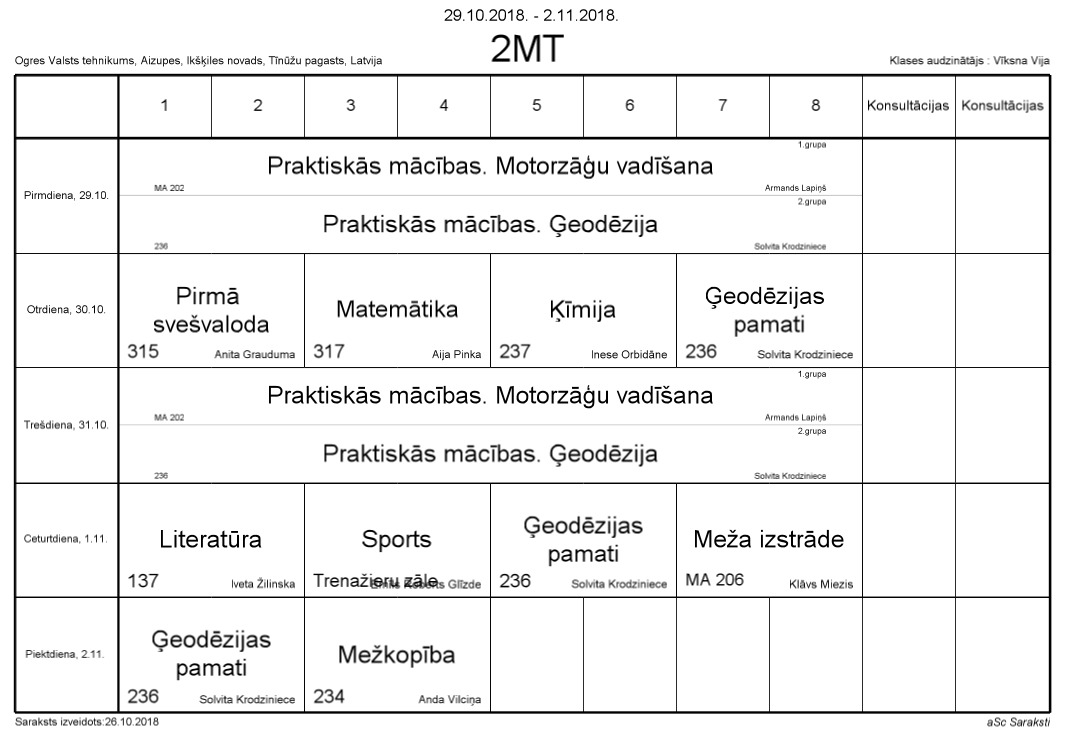 29.10.2018. - 2.11.2018.
2MT
Ogres Valsts tehnikums, Aizupes, Ikšķiles novads, Tīnūžu pagasts, Latvija
Klases audzinātājs : Vīksna Vija
1 2 3 4 5 6 7 8 Konsultācijas Konsultācijas
Pirmdiena, 29.10.
1.grupa
Praktiskās mācības. Motorzāģu vadīšana
MA 202 Armands Lapiņš
2.grupa
Praktiskās mācības. Ģeodēzija
236 Solvita Krodziniece
Otrdiena, 30.10.
Pirmā
svešvaloda
315 Anita Grauduma
Matemātika
317 Aija Pinka
Ķīmija
237 Inese Orbidāne
Ģeodēzijas
pamati
236 Solvita Krodziniece
Trešdiena, 31.10.
1.grupa
Praktiskās mācības. Motorzāģu vadīšana
MA 202 Armands Lapiņš
2.grupa
Praktiskās mācības. Ģeodēzija
236 Solvita Krodziniece
Ceturtdiena, 1.11.
Literatūra
137 Iveta Žilinska
Sports
Trenažieru zāle Glīzde
Ģeodēzijas
pamati
236 Solvita Krodziniece
Meža izstrāde
MA 206 Klāvs Miezis
Piektdiena, 2.11.
Ģeodēzijas
pamati
236 Solvita Krodziniece
Mežkopība
234 Anda Vilciņa
Saraksts izveidots:26.10.2018
aSc Saraksti